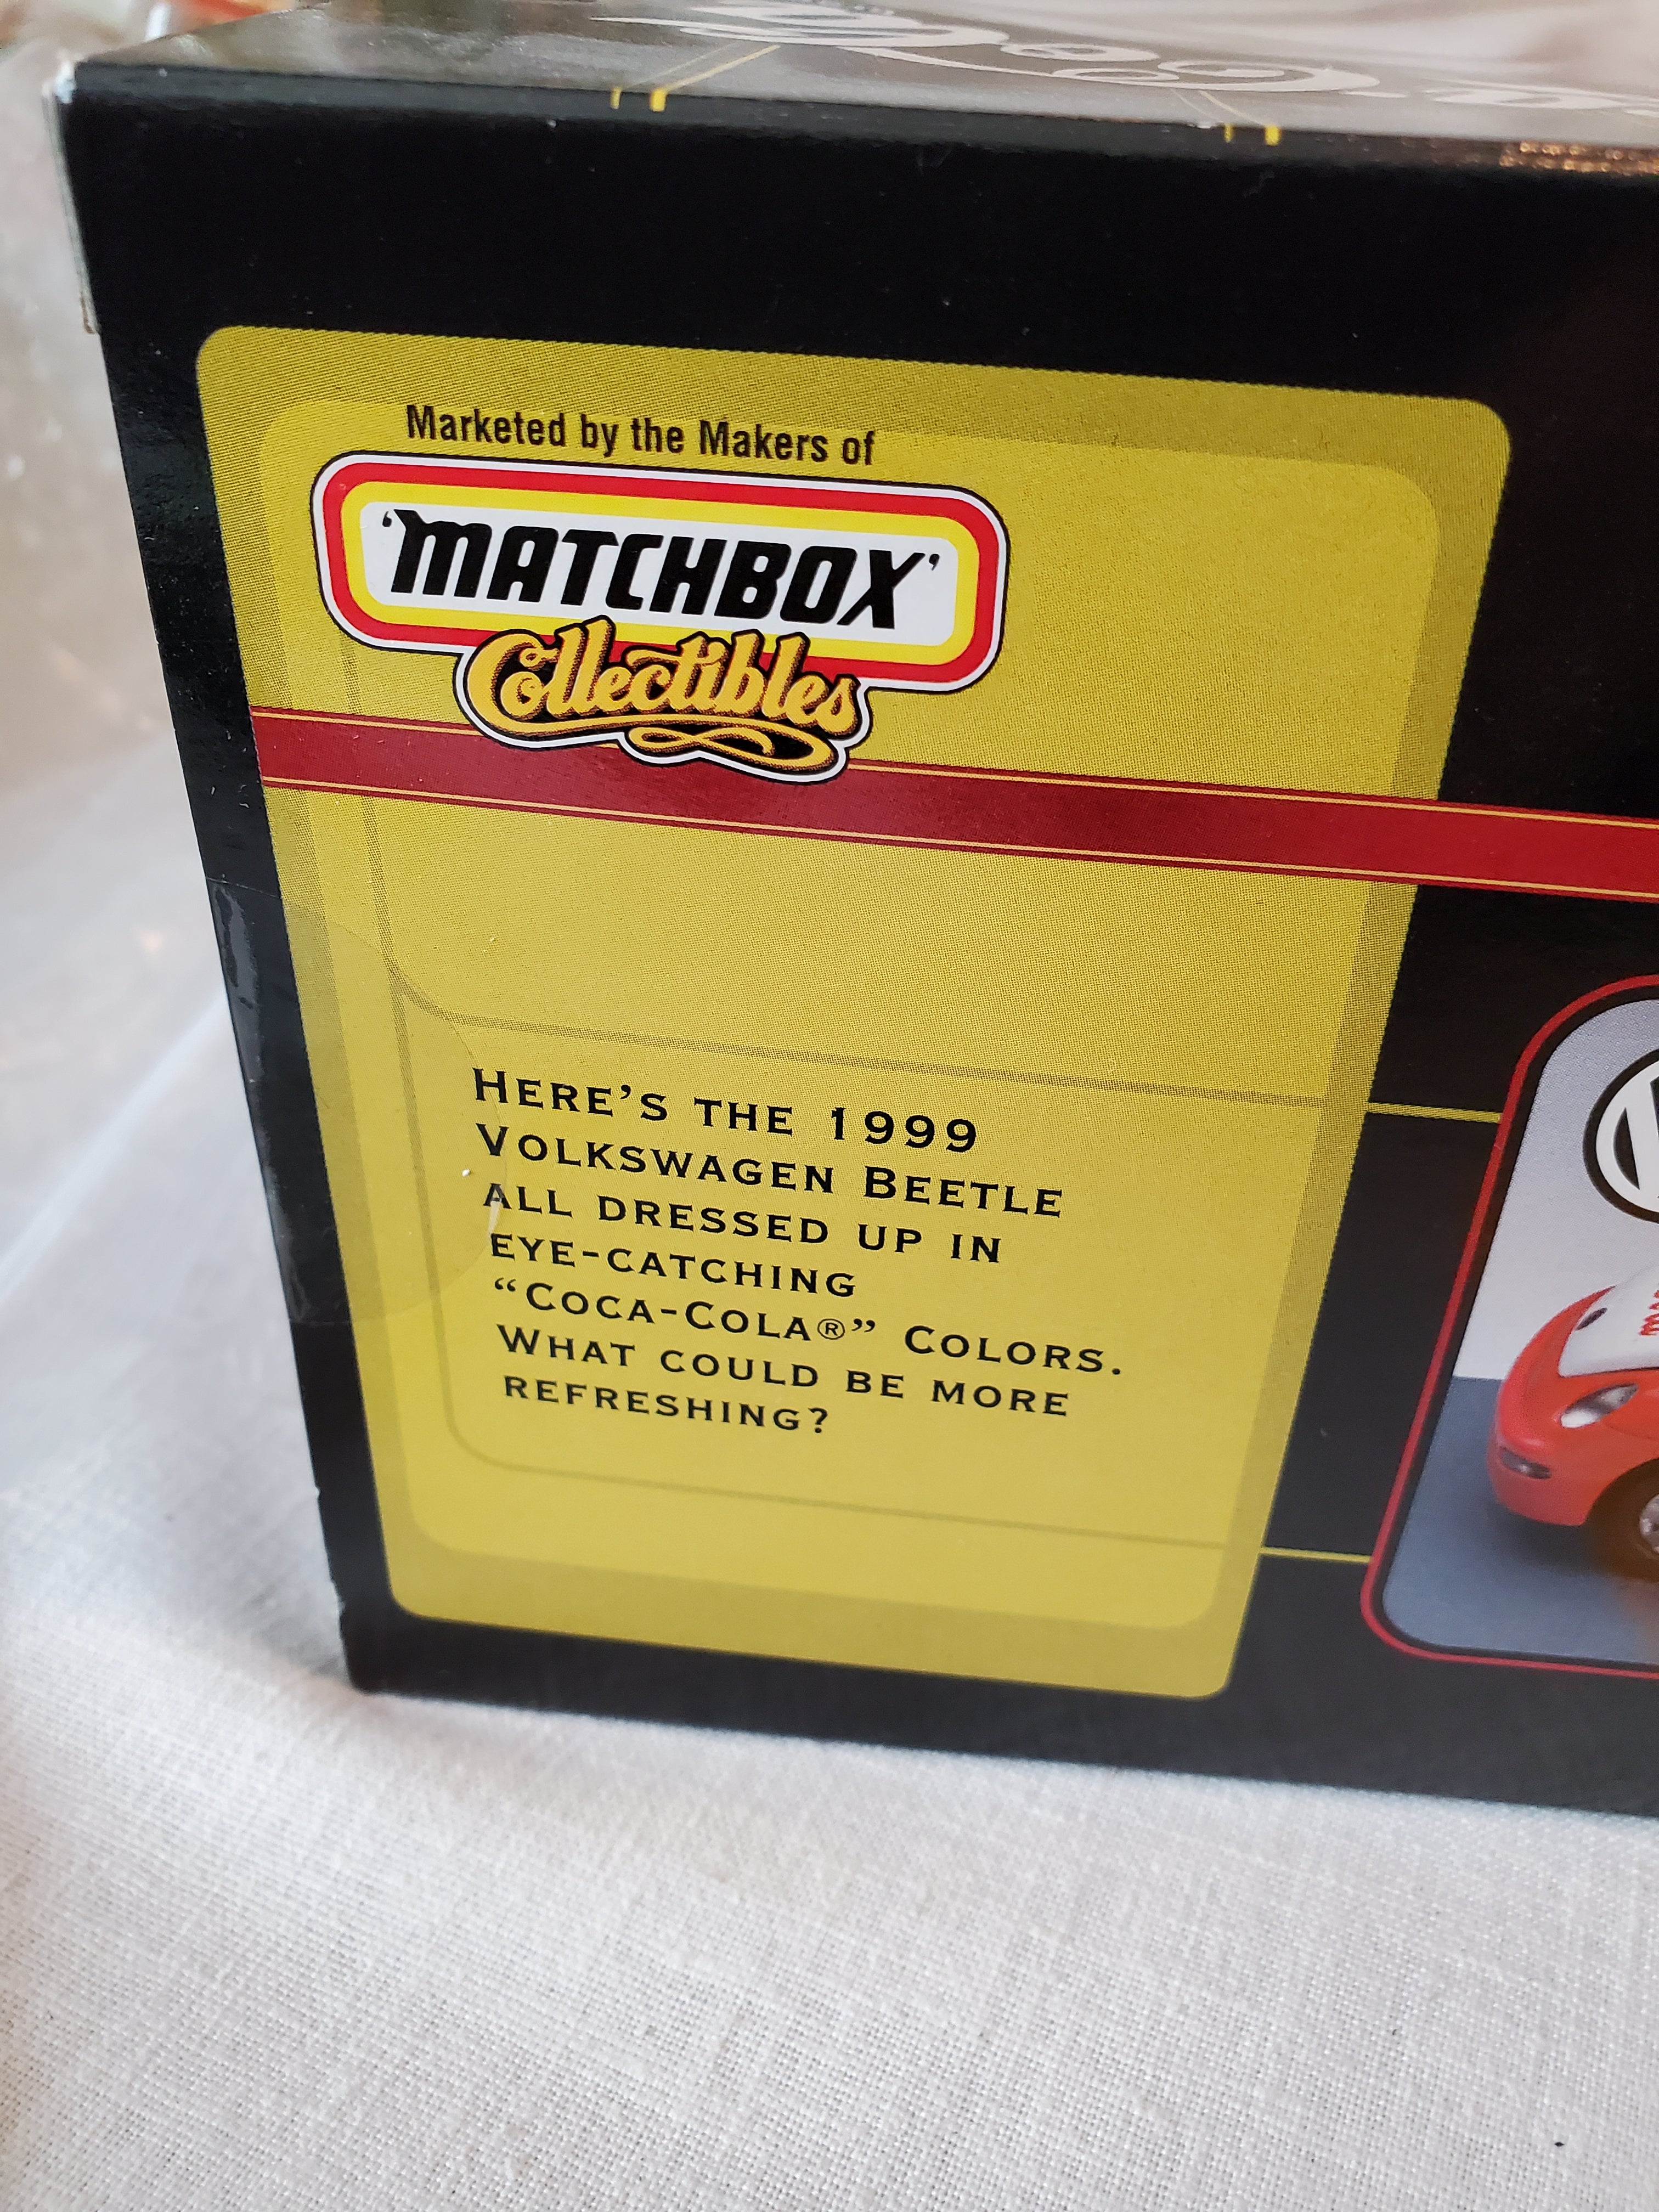 Marketed by the Makers of
'MATCHBOX'
Collectibles
HERE'S THE 1999
VOLKSWAGEN BEETLE
ALL DRESSED UP IN
EYE-CATCHING
“COCA-COLA®” COLORS.
WHAT COULD BE MORE
REFRESHING?